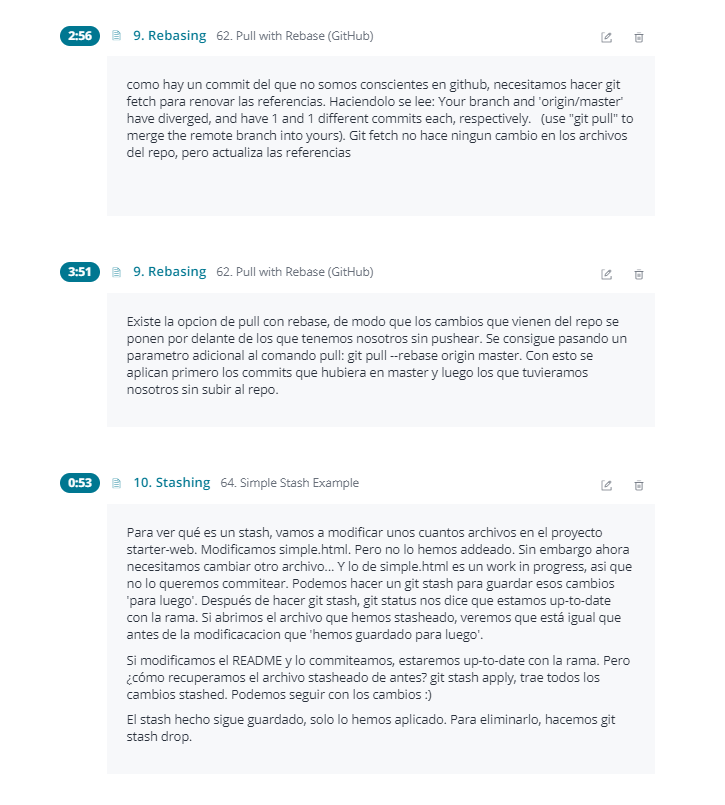 2:56 9. Rebasing 62. Pull with Rebase (GitHub)
como hay un commit del que no somos conscientes en github, necesitamos hacer git
fetch para renovar las referencias. Haciendolo se lee: Your branch and 'origin/master'
have diverged, and have 1 and 1 different commits each, respectively. (use "git pull" to
merge the remote branch into yours). Git fetch no hace ningun cambio en los archivos
del repo, pero actualiza las referencias
3:51 9. Rebasing 62. Pull with Rebase (GitHub)
Existe la opcion de pull con rebase, de modo que los cambios que vienen del repo se
ponen por delante de los que tenemos nosotros sin pushear. Se consigue pasando un
parametro adicional al comando pull: git pull --rebase origin master. Con esto se
aplican primero los commits que hubiera en master y luego los que tuvieramos
nosotros sin subir al repo.
0:53 10. Stashing 64. Simple Stash Example
Para ver qué es un stash, vamos a modificar unos cuantos archivos en el proyecto
starter-web. Modificamos simple.html. Pero no lo hemos addeado. Sin embargo ahora
necesitamos cambiar otro archivo... Y lo de simple.html es un work in progress, asi que
no lo queremos commitear. Podemos hacer un git stash para guardar esos cambios
'para luego'. Después de hacer git stash, git status nos dice que estamos up-to-date
con la rama. Si abrimos el archivo que hemos stasheado, veremos que está igual que
antes de la modificacacion que 'hemos guardado para luego'.
Si modificamos el README y lo commiteamos, estaremos up-to-date con la rama. Pero
¿cómo recuperamos el archivo stasheado de antes? git stash apply, trae todos los
cambios stashed. Podemos seguir con los cambios :)
El stash hecho sigue guardado, solo lo hemos aplicado. Para eliminarlo, hacemos git
stash drop.